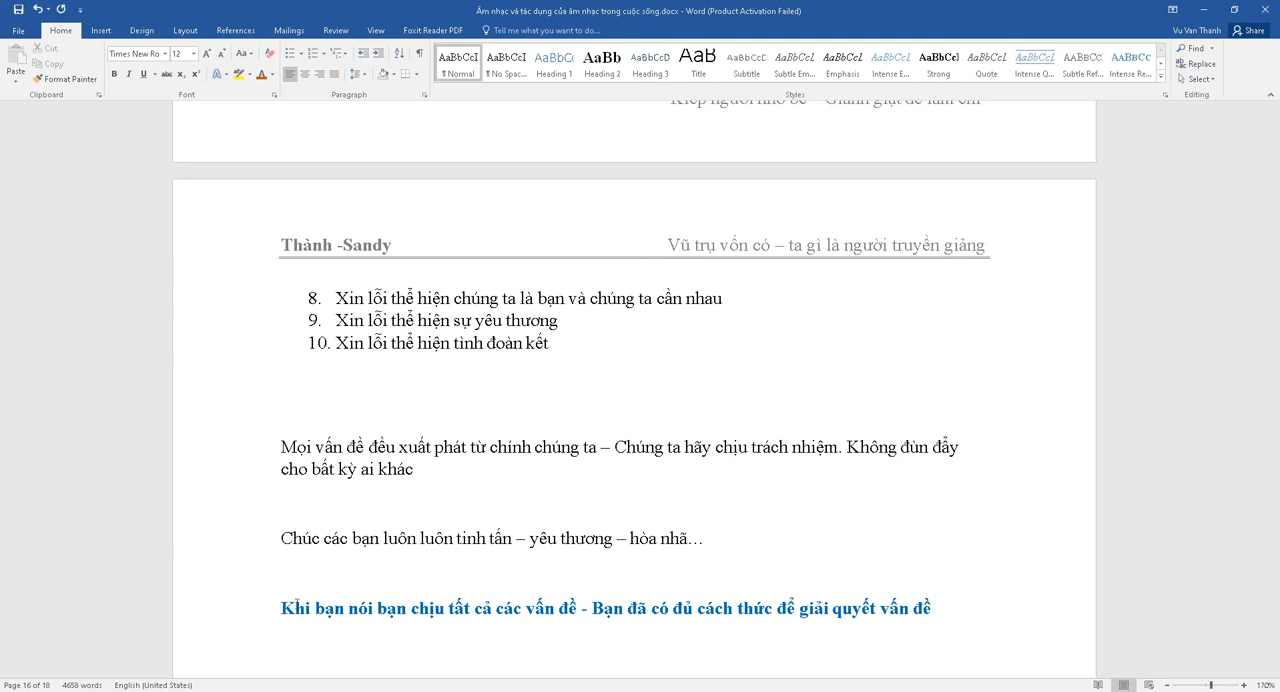 Âm nhạc và tác dụng của âm nhạc trong cuộc sống.docx - Word (Product Activation Failed)
File Home Insert Design Layout References Mailings Review View Foxit Reader PDF Tell me what you want to do... Vu Van Thanh Share
Paste Cut Copy Format Painter
Times New Ro 12
Clipboard Font Paragraph Styles Editing
AaBbCcI AaBbCcI AaBbCc AaBb AaBbCcD AaB AaBbCcD AaBbCcI AaBbCcI AaBbCcI AaBbCcI AaBbCcI AaBbCcI AABBCC AABBCC
¶ Normal ¶ No Spac... Heading 1 Heading 2 Heading 3 Title Subtitle Subtle Em... Emphasis Intense E... Strong Quote Intense Q... Subtle Ref... Intense Re...
Find
Replace
Select
Thành -Sandy Vũ trụ vốn có – ta gì là người truyền giảng
8. Xin lỗi thể hiện chúng ta là bạn và chúng ta cần nhau
9. Xin lỗi thể hiện sự yêu thương
10. Xin lỗi thể hiện tình đoàn kết
Mọi vấn đề đều xuất phát từ chính chúng ta – Chúng ta hãy chịu trách nhiệm. Không đùn đẩy
cho bất kỳ ai khác
Chúc các bạn luôn luôn tinh tấn – yêu thương – hòa nhã…
Khi bạn nói bạn chịu tất cả các vấn đề - Bạn đã có đủ cách thức để giải quyết vấn đề
Page 16 of 18 4658 words English (United States) 170%